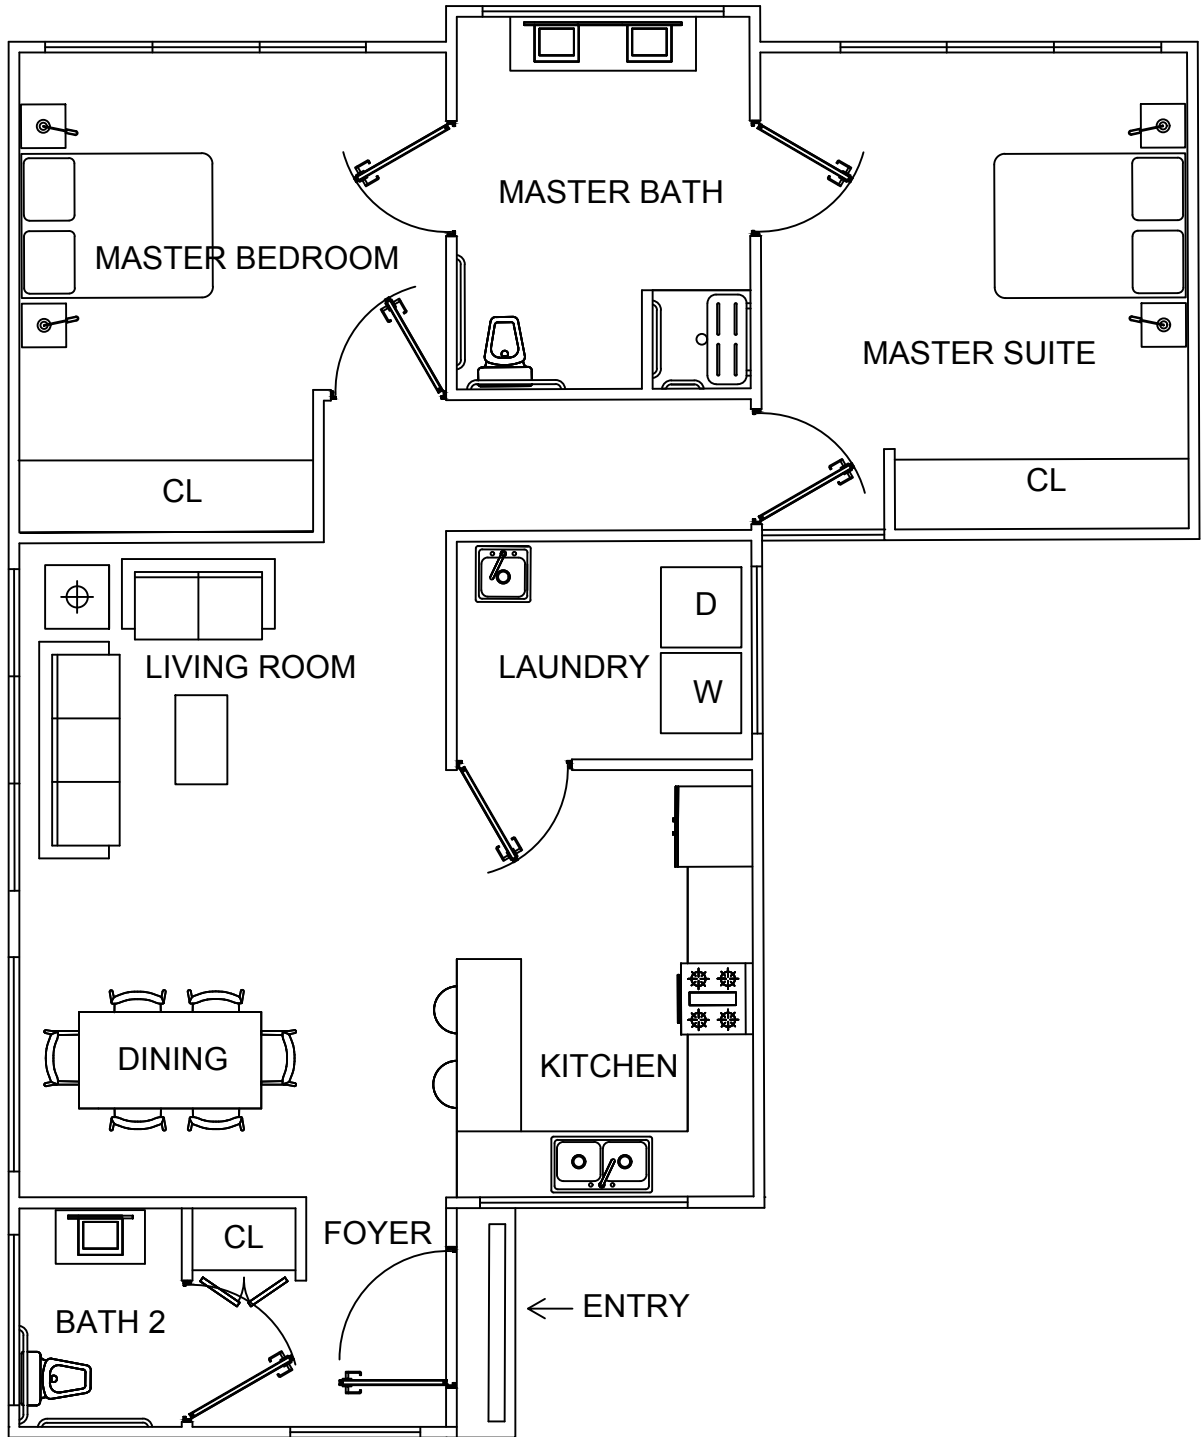 MASTER BATH
MASTER BEDROOM
MASTER SUITE
CL
CL
D
LIVING ROOM
LAUNDRY
W
DINING
KITCHEN
CL
FOYER
ENTRY
BATH 2